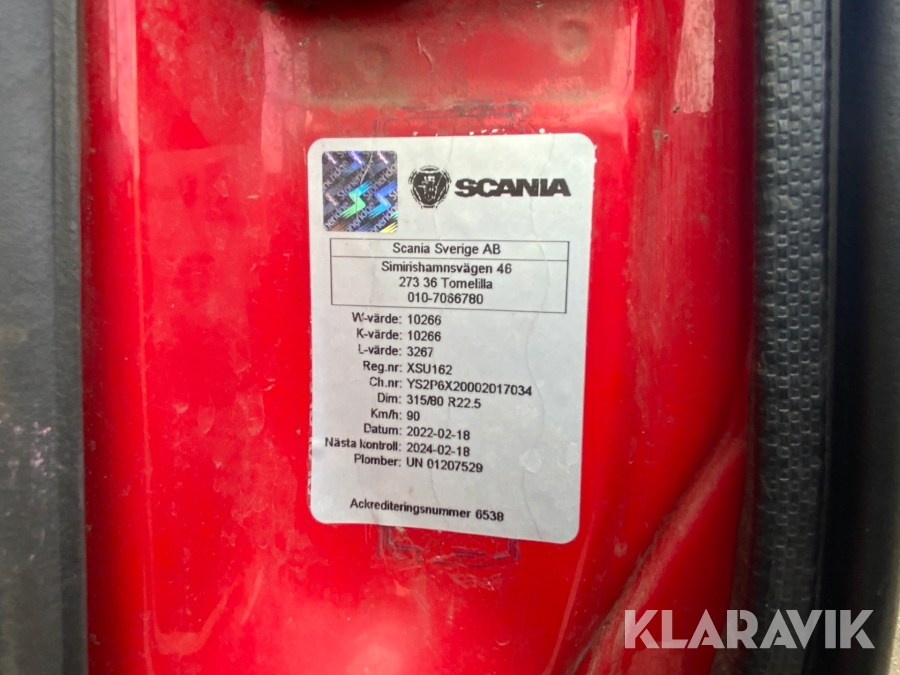 SCANIA
Scania Sverige AB
Simirishamnsvägen 46
273 36 Tomelilla
010-7066780
W-värde: 10266
K-värde: 10266
L-värde: 3267
Reg.nr: XSU162
Ch.nr: YS2P6X20002017034
Dim: 315/80 R22.5
Km/h: 90
Datum: 2022-02-18
Nästa kontroll: 2024-02-18
Plomber: UN 01207529
Ackrediteringsnummer 6538
KLARAVIK